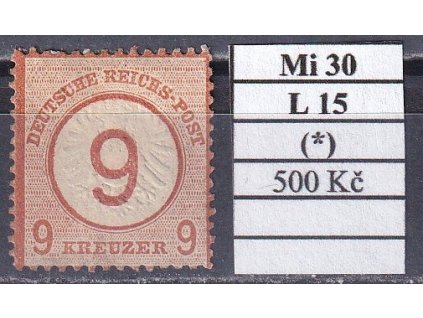 DEUTSCHE REICHS-POST
9
9 KREUZER 9
Mi 30
L 15
(*)
500 Kč